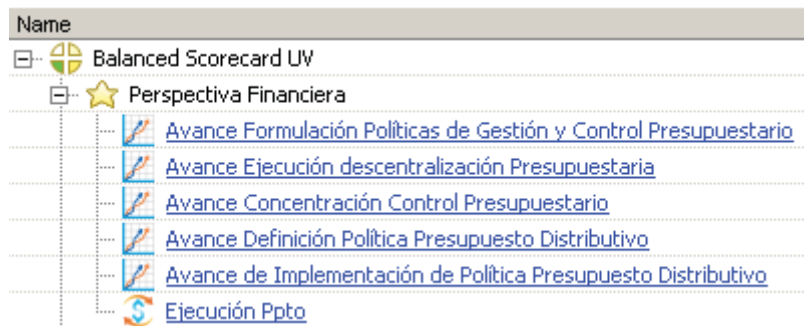 Name
Balanced Scorecard UV
Perspectiva Financiera
Avance Formulación Políticas de Gestión y Control Presupuestario
Avance Ejecución descentralización Presupuestaria
Avance Concentración Control Presupuestario
Avance Definición Política Presupuesto Distributivo
Avance de Implementación de Política Presupuesto Distributivo
Ejecución Ppto